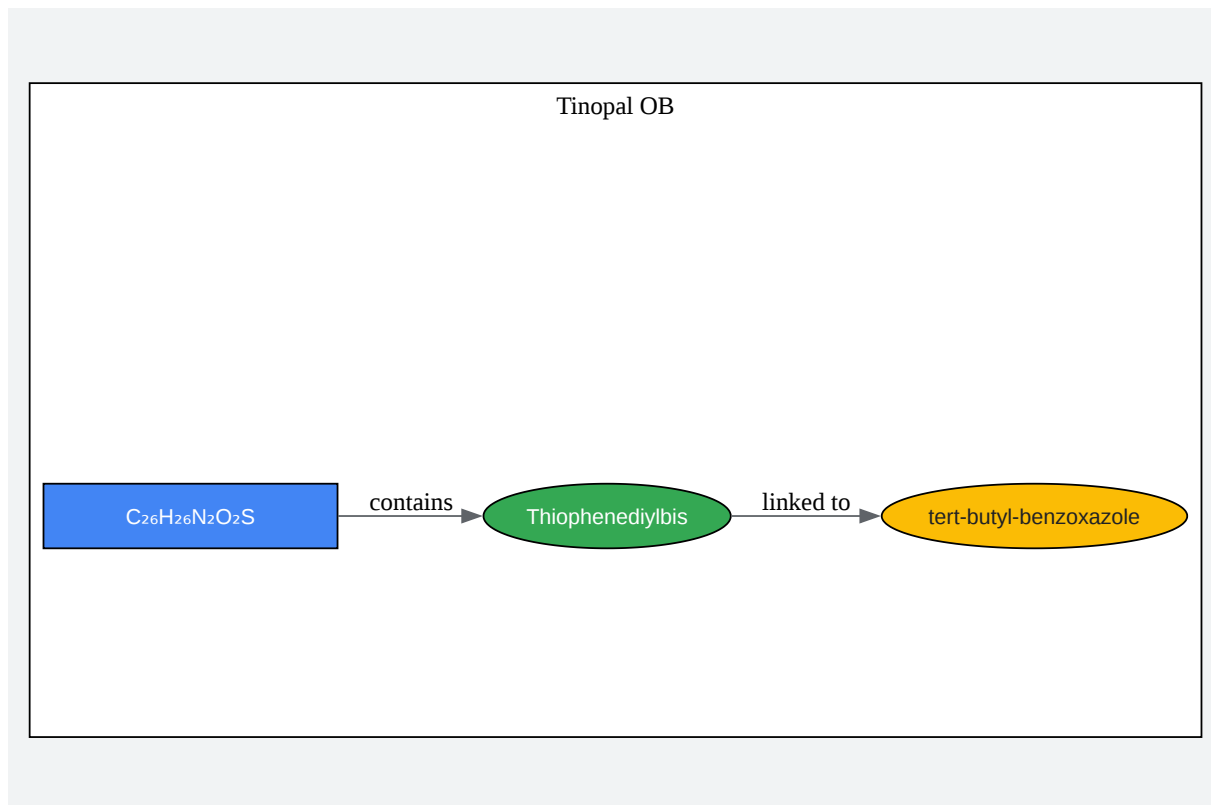 Tinopal OB
C₂₆H₂₆N₂O₂S
contains
Thiophenediylbis
linked to
tert-butyl-benzoxazole